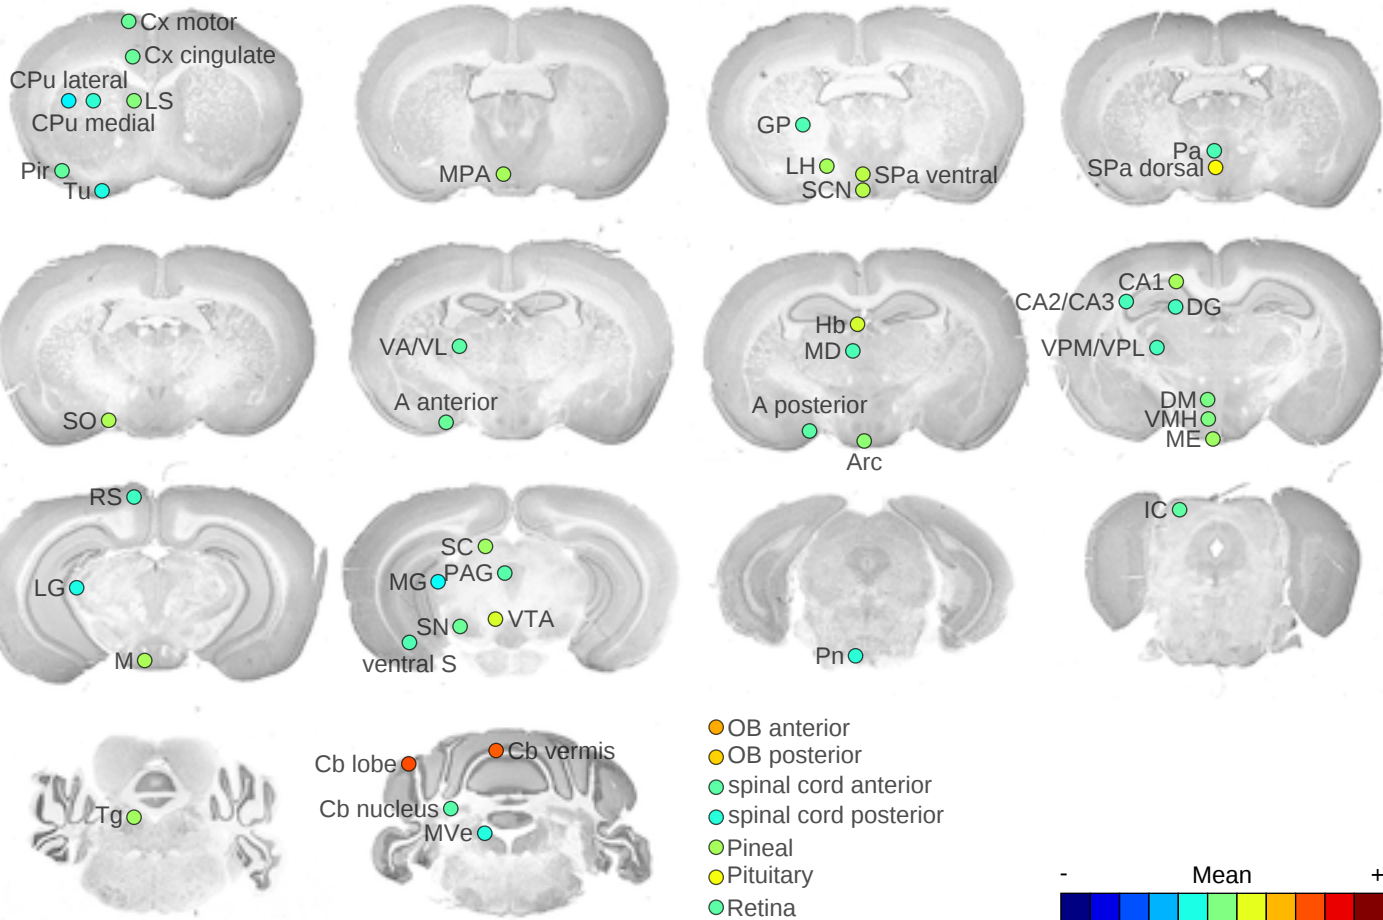 Cx motor
Cx cingulate
CPu lateral
LS
CPu medial
Pir
Tu
MPA
GP
LH
SPa ventral
SCN
Pa
SPa dorsal
SO
VA/VL
A anterior
Hb
MD
A posterior
Arc
CA1
CA2/CA3
DG
VPM/VPL
DM
VMH
ME
RS
LG
M
SC
MG
PAG
SN
VTA
ventral S
Pn
IC
Tg
Cb lobe
Cb vermis
Cb nucleus
MVe
OB anterior
OB posterior
spinal cord anterior
spinal cord posterior
Pineal
Pituitary
Retina
- Mean +